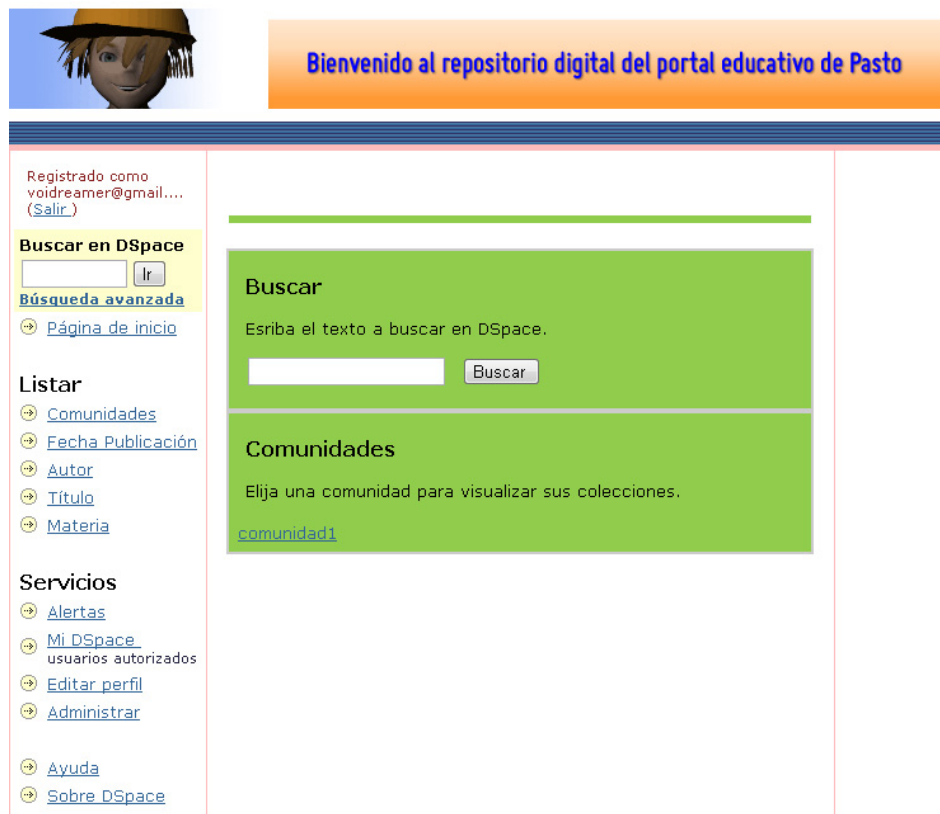 Bienvenido al repositorio digital del portal educativo de Pasto
Registrado como
voidreamer@gmail....
(Salir )
Buscar en DSpace
Ir
Búsqueda avanzada
Página de inicio
Listar
Comunidades
Fecha Publicación
Autor
Título
Materia
Servicios
Alertas
Mi DSpace
usuarios autorizados
Editar perfil
Administrar
Ayuda
Sobre DSpace
Buscar
Esriba el texto a buscar en DSpace.
Buscar
Comunidades
Elija una comunidad para visualizar sus colecciones.
comunidad1